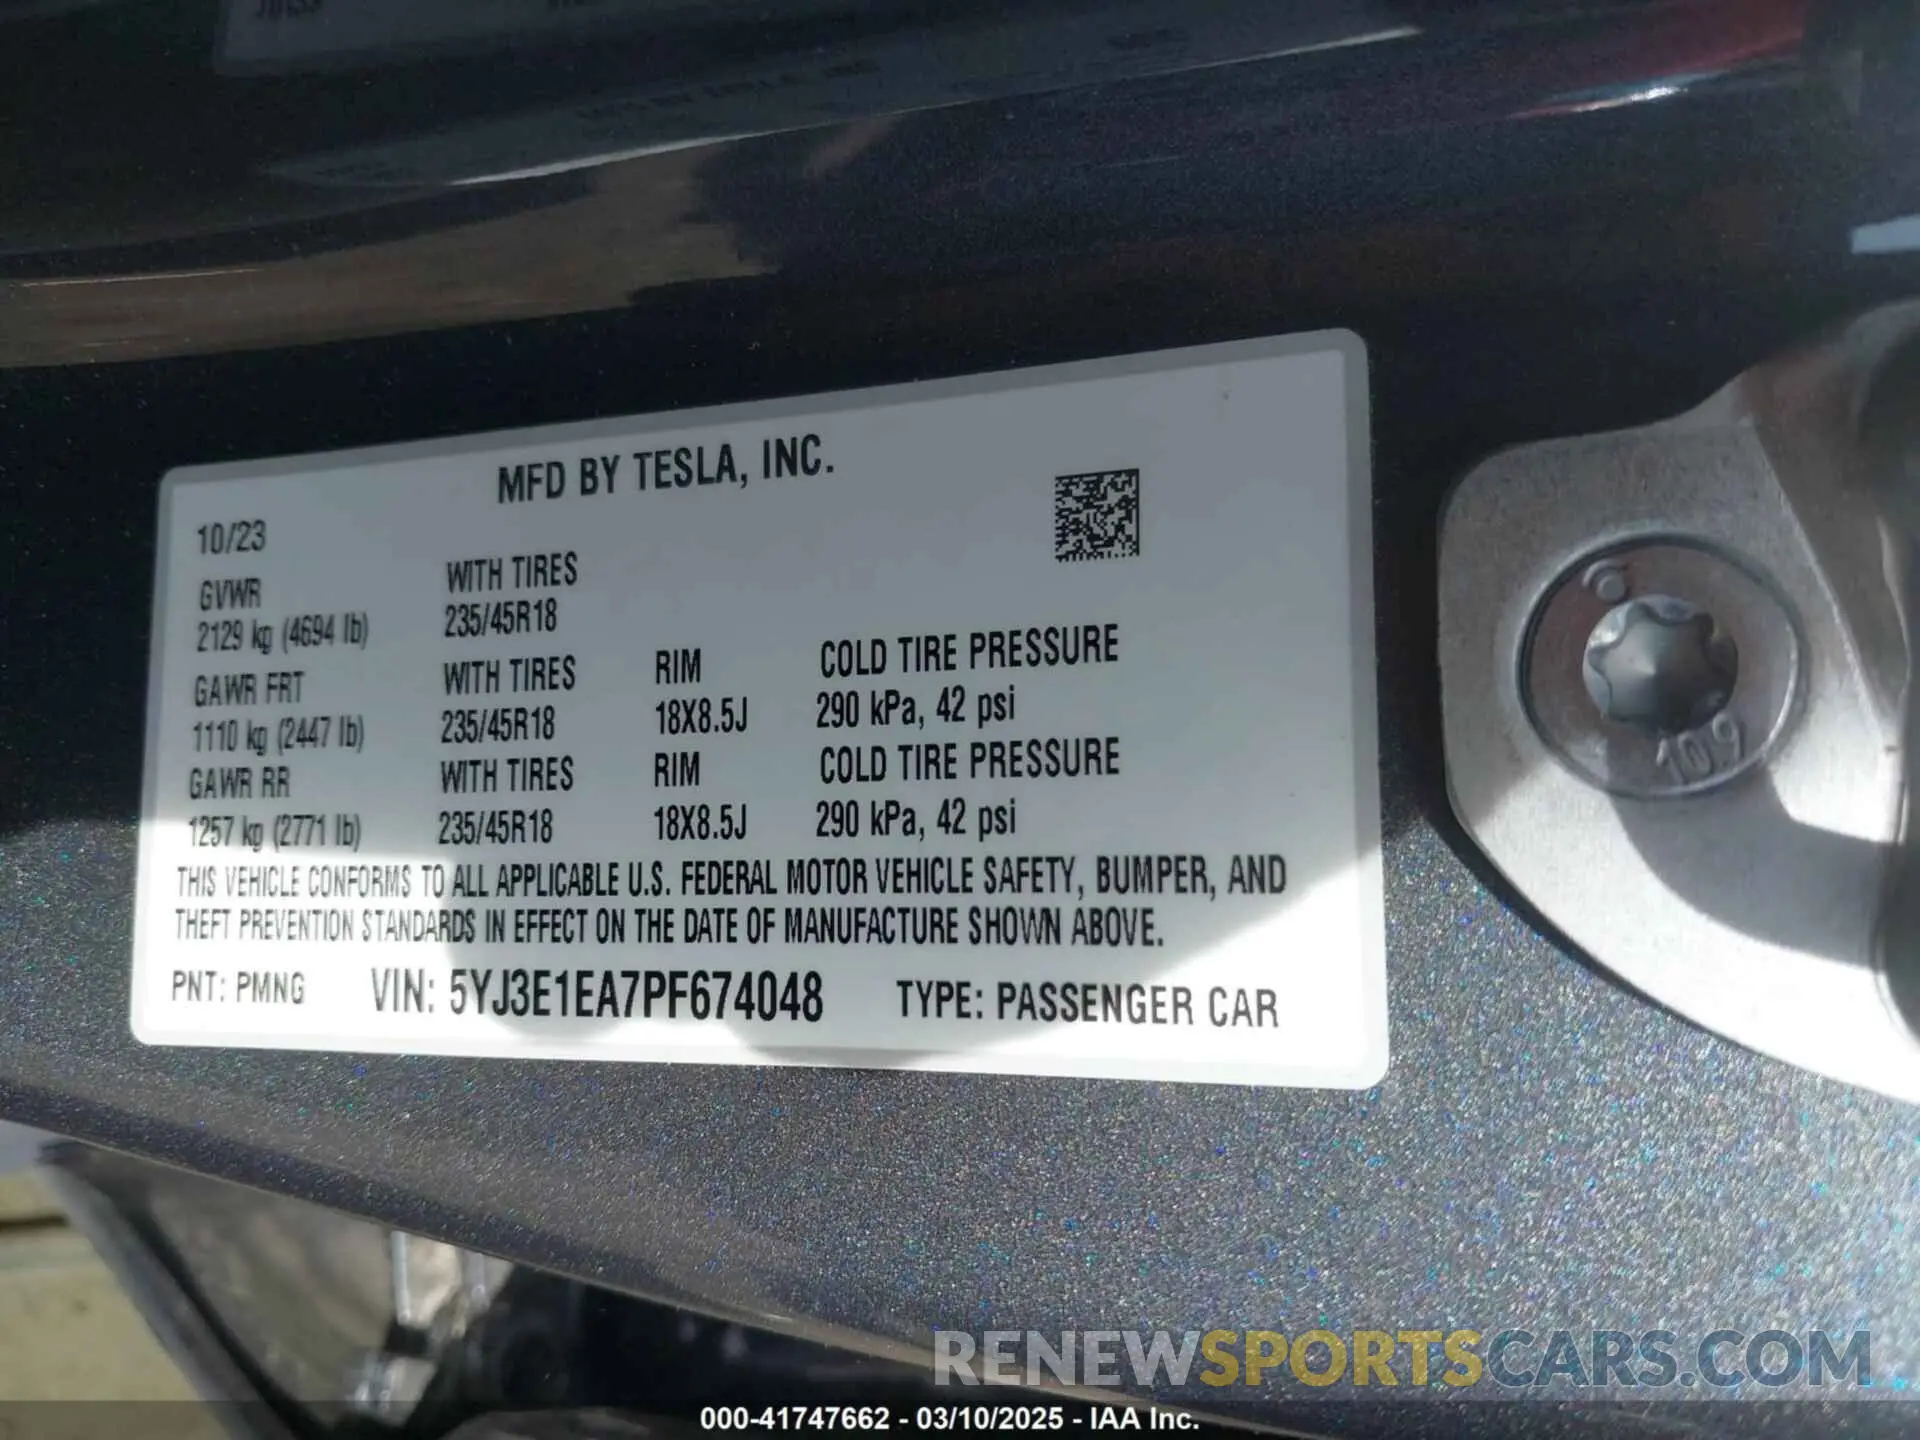 MFD BY TESLA, INC.
10/23
GVWR WITH TIRES
2129 kg (4694 lb) 235/45R18
GAWR FRT WITH TIRES RIM COLD TIRE PRESSURE
1110 kg (2447 lb) 235/45R18 18X8.5J 290 kPa, 42 psi
GAWR RR WITH TIRES RIM COLD TIRE PRESSURE
1257 kg (2771 lb) 235/45R18 18X8.5J 290 kPa, 42 psi
THIS VEHICLE CONFORMS TO ALL APPLICABLE U.S. FEDERAL MOTOR VEHICLE SAFETY, BUMPER, AND
THEFT PREVENTION STANDARDS IN EFFECT ON THE DATE OF MANUFACTURE SHOWN ABOVE.
PNT: PMNG VIN: 5YJ3E1EA7PF674048 TYPE: PASSENGER CAR
10.9
RENEWSPORTSCARS.COM
000-41747662 - 03/10/2025 - IAA Inc.